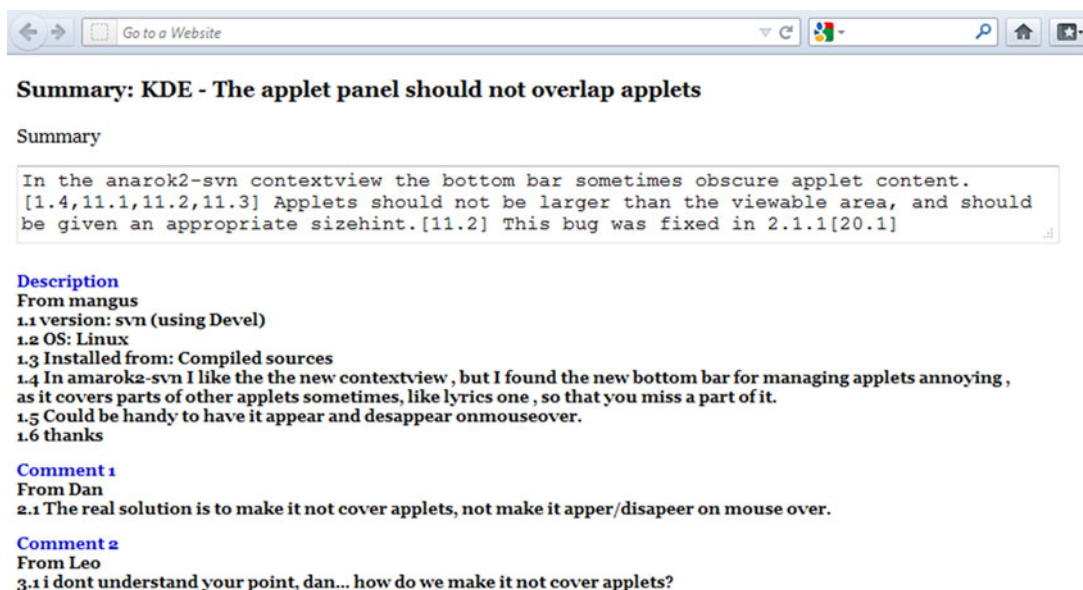 Go to a Website
Summary: KDE - The applet panel should not overlap applets
Summary
In the anarok2-svn contextview the bottom bar sometimes obscure applet content.
[1.4,11.1,11.2,11.3] Applets should not be larger than the viewable area, and should
be given an appropriate sizehint.[11.2] This bug was fixed in 2.1.1[20.1]
Description
From mangus
1.1 version: svn (using Devel)
1.2 OS: Linux
1.3 Installed from: Compiled sources
1.4 In amarok2-svn I like the the new contextview , but I found the new bottom bar for managing applets annoying ,
as it covers parts of other applets sometimes, like lyrics one , so that you miss a part of it.
1.5 Could be handy to have it appear and desappear onmouseover.
1.6 thanks
Comment 1
From Dan
2.1 The real solution is to make it not cover applets, not make it apper/disapeer on mouse over.
Comment 2
From Leo
3.1 i dont understand your point, dan... how do we make it not cover applets?